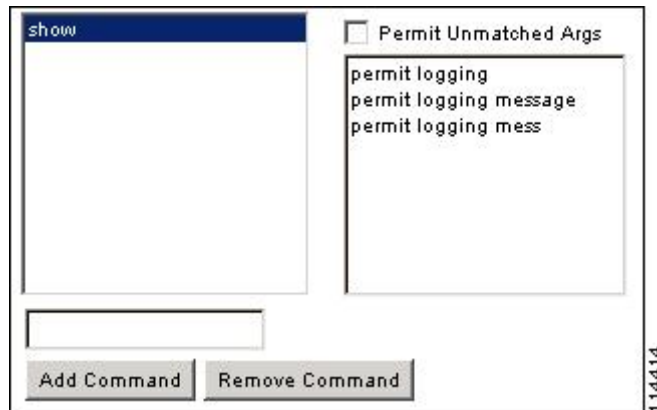 show
Permit Unmatched Args
permit logging
permit logging message
permit logging mess
Add Command
Remove Command
114414